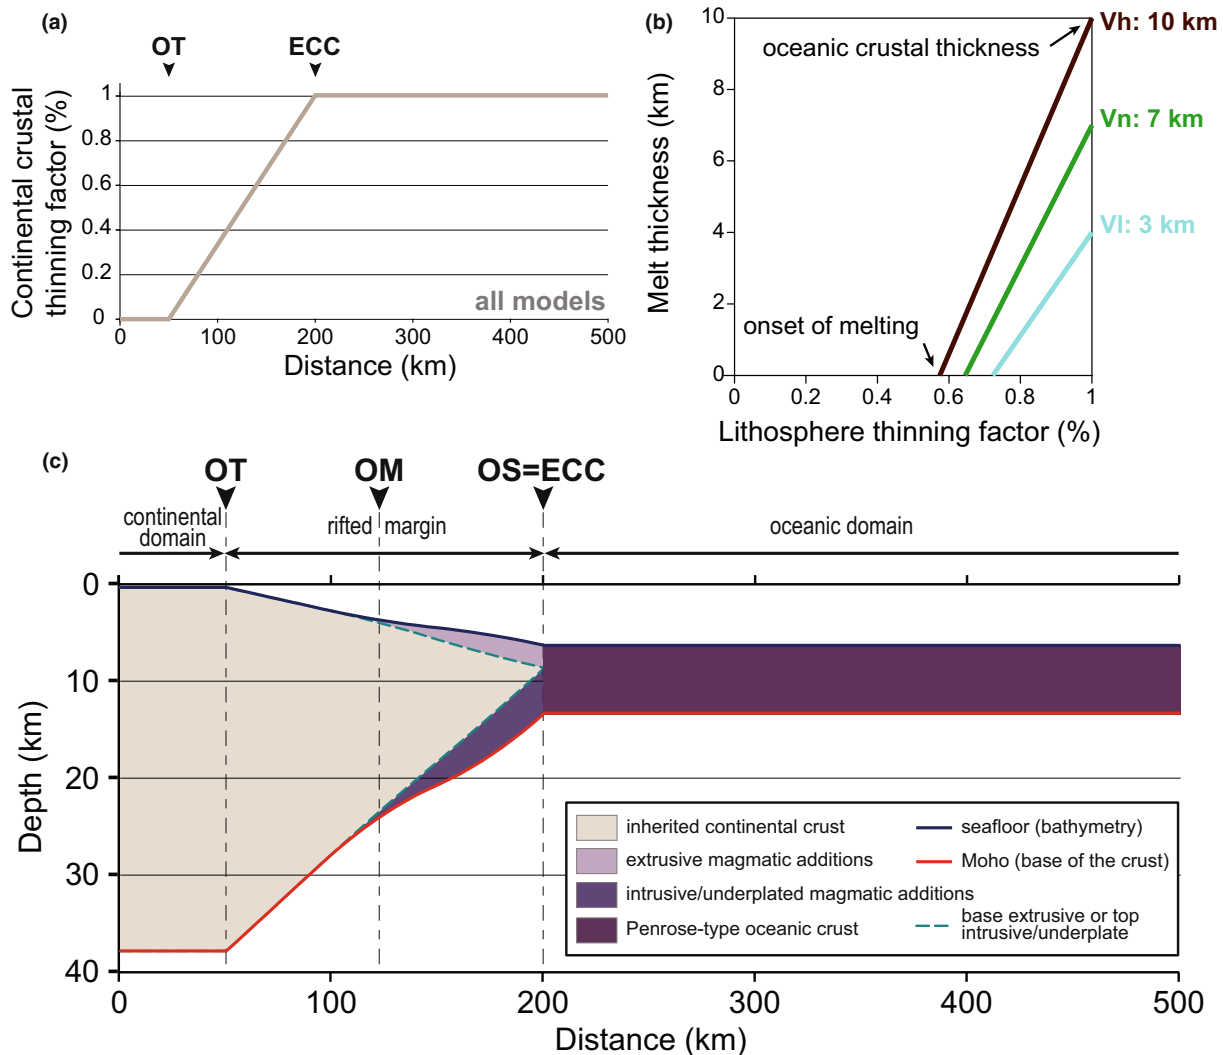 (a)
OT
ECC
Continental crustal
thinning factor (%)
1
0.8
0.6
0.4
0.2
0
all models
0
100
200
300
400
500
Distance (km)
(b)
10
8
6
4
2
0
Melt thickness (km)
oceanic crustal thickness
onset of melting
Vh: 10 km
Vn: 7 km
Vl: 3 km
0
0.2
0.4
0.6
0.8
1
Lithosphere thinning factor (%)
(c)
OT
OM
OS=ECC
continental
domain
rifted margin
oceanic domain
0
10
20
30
40
Depth (km)
inherited continental crust
extrusive magmatic additions
intrusive/underplated magmatic additions
Penrose-type oceanic crust
seafloor (bathymetry)
Moho (base of the crust)
base extrusive or top
intrusive/underplate
0
100
200
300
400
500
Distance (km)